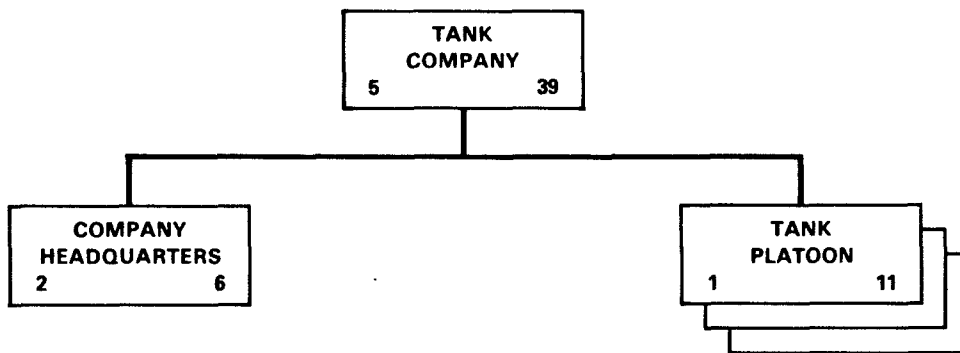 TANK
COMPANY
5 39
COMPANY
HEADQUARTERS
2 6
TANK
PLATOON
1 11